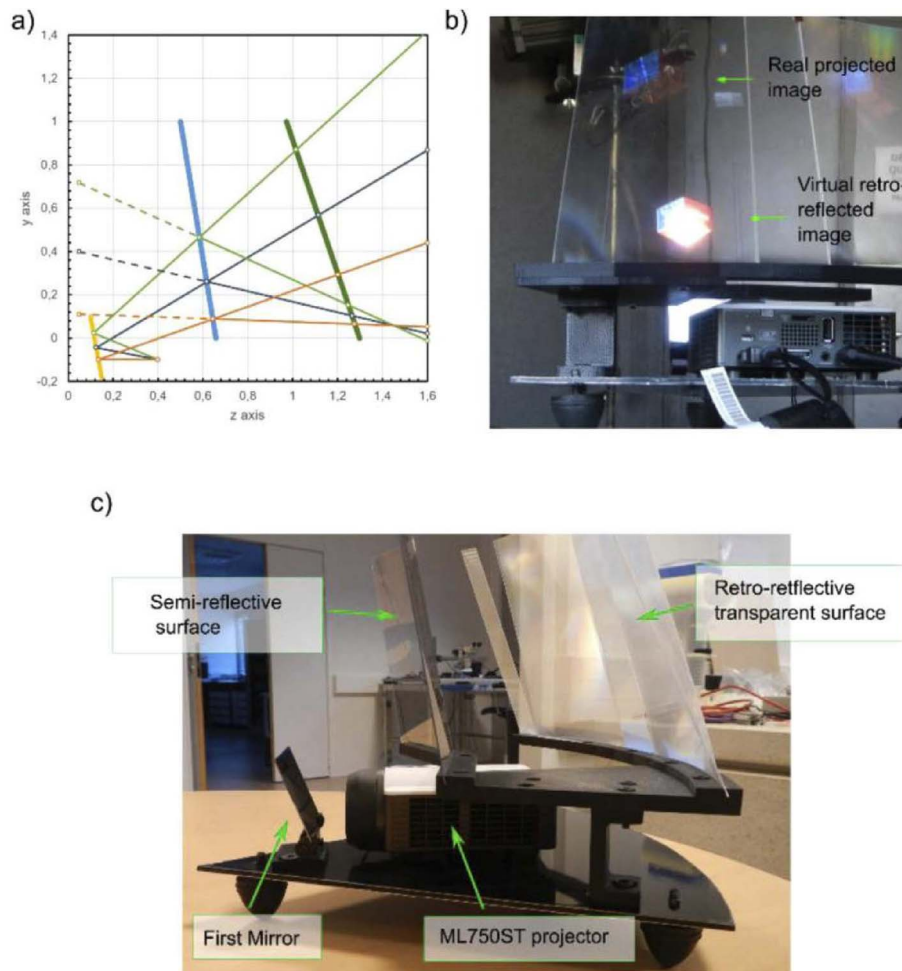 a)
1,4
1,2
1
0,8
0,6
0,4
0,2
0
-0,2
y axis
0 0,2 0,4 0,6 0,8 1 1,2 1,4 1,6
z axis
b)
Real projected
image
Virtual retro-
reflected
image
c)
Semi-reflective
surface
Retro-retflective
transparent surface
First Mirror
ML750ST projector